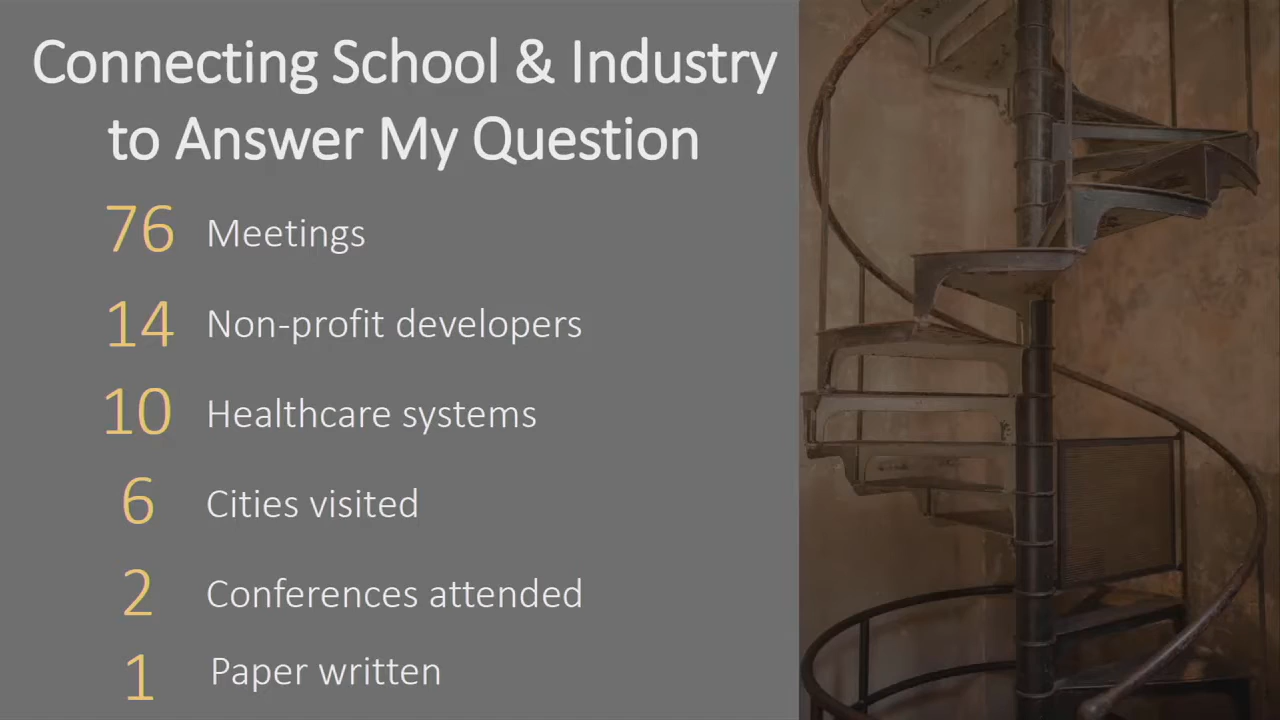 Connecting School & Industry
to Answer My Question
76 Meetings
14 Non-profit developers
10 Healthcare systems
6 Cities visited
2 Conferences attended
1 Paper written